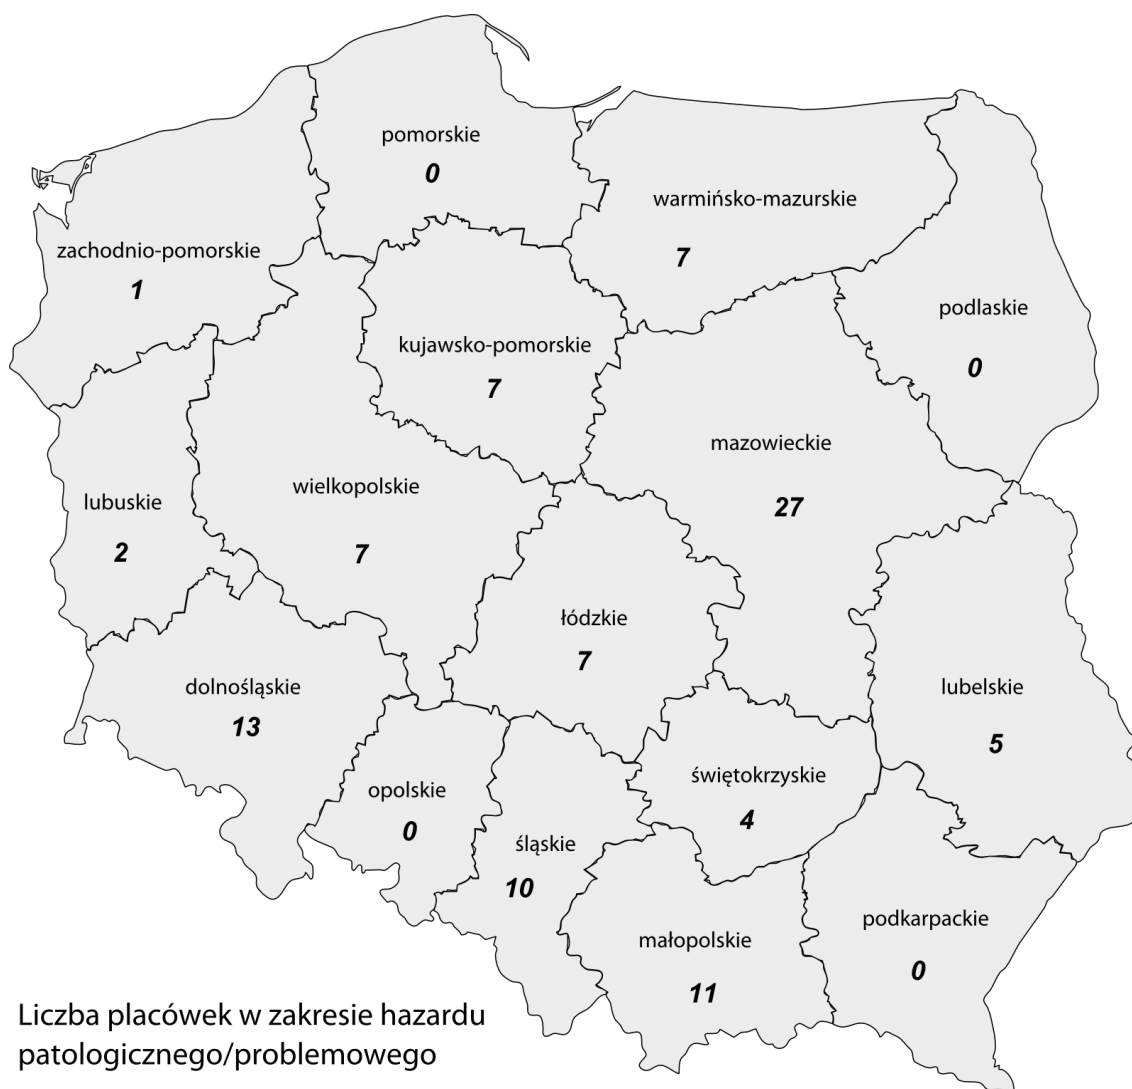 pomorskie
0
warmińsko-mazurskie
7
zachodnio-pomorskie
1
podlaskie
0
kujawsko-pomorskie
7
mazowieckie
27
wielkopolskie
7
lubuskie
2
łódzkie
7
dolnośląskie
13
lubelskie
5
opolskie
0
świętokrzyskie
4
śląskie
10
małopolskie
11
podkarpackie
0
Liczba placówek w zakresie hazardu
patologicznego/problemowego